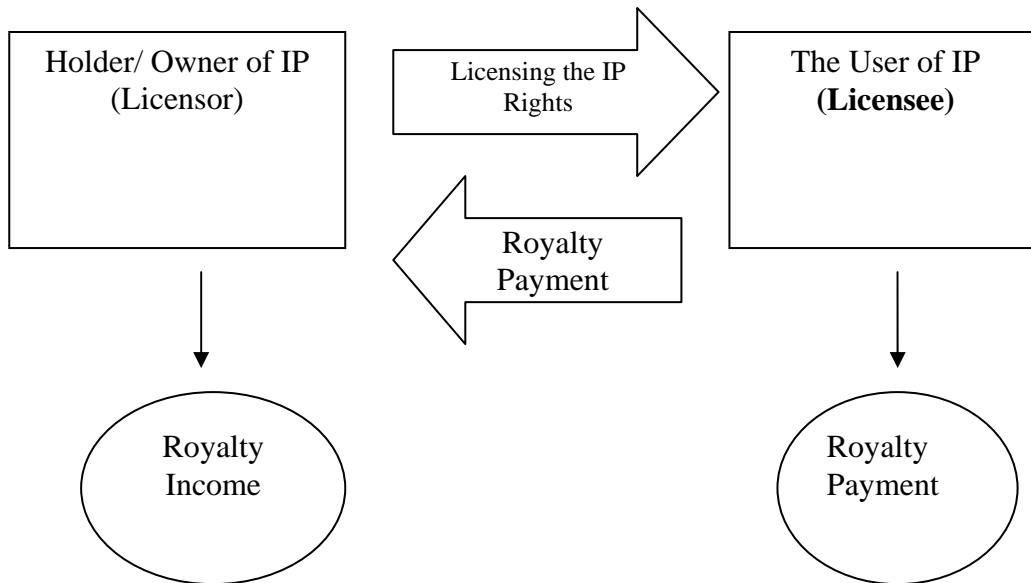 Holder/ Owner of IP
(Licensor)
Licensing the IP
Rights
The User of IP
(Licensee)
Royalty
Payment
Royalty
Income
Royalty
Payment